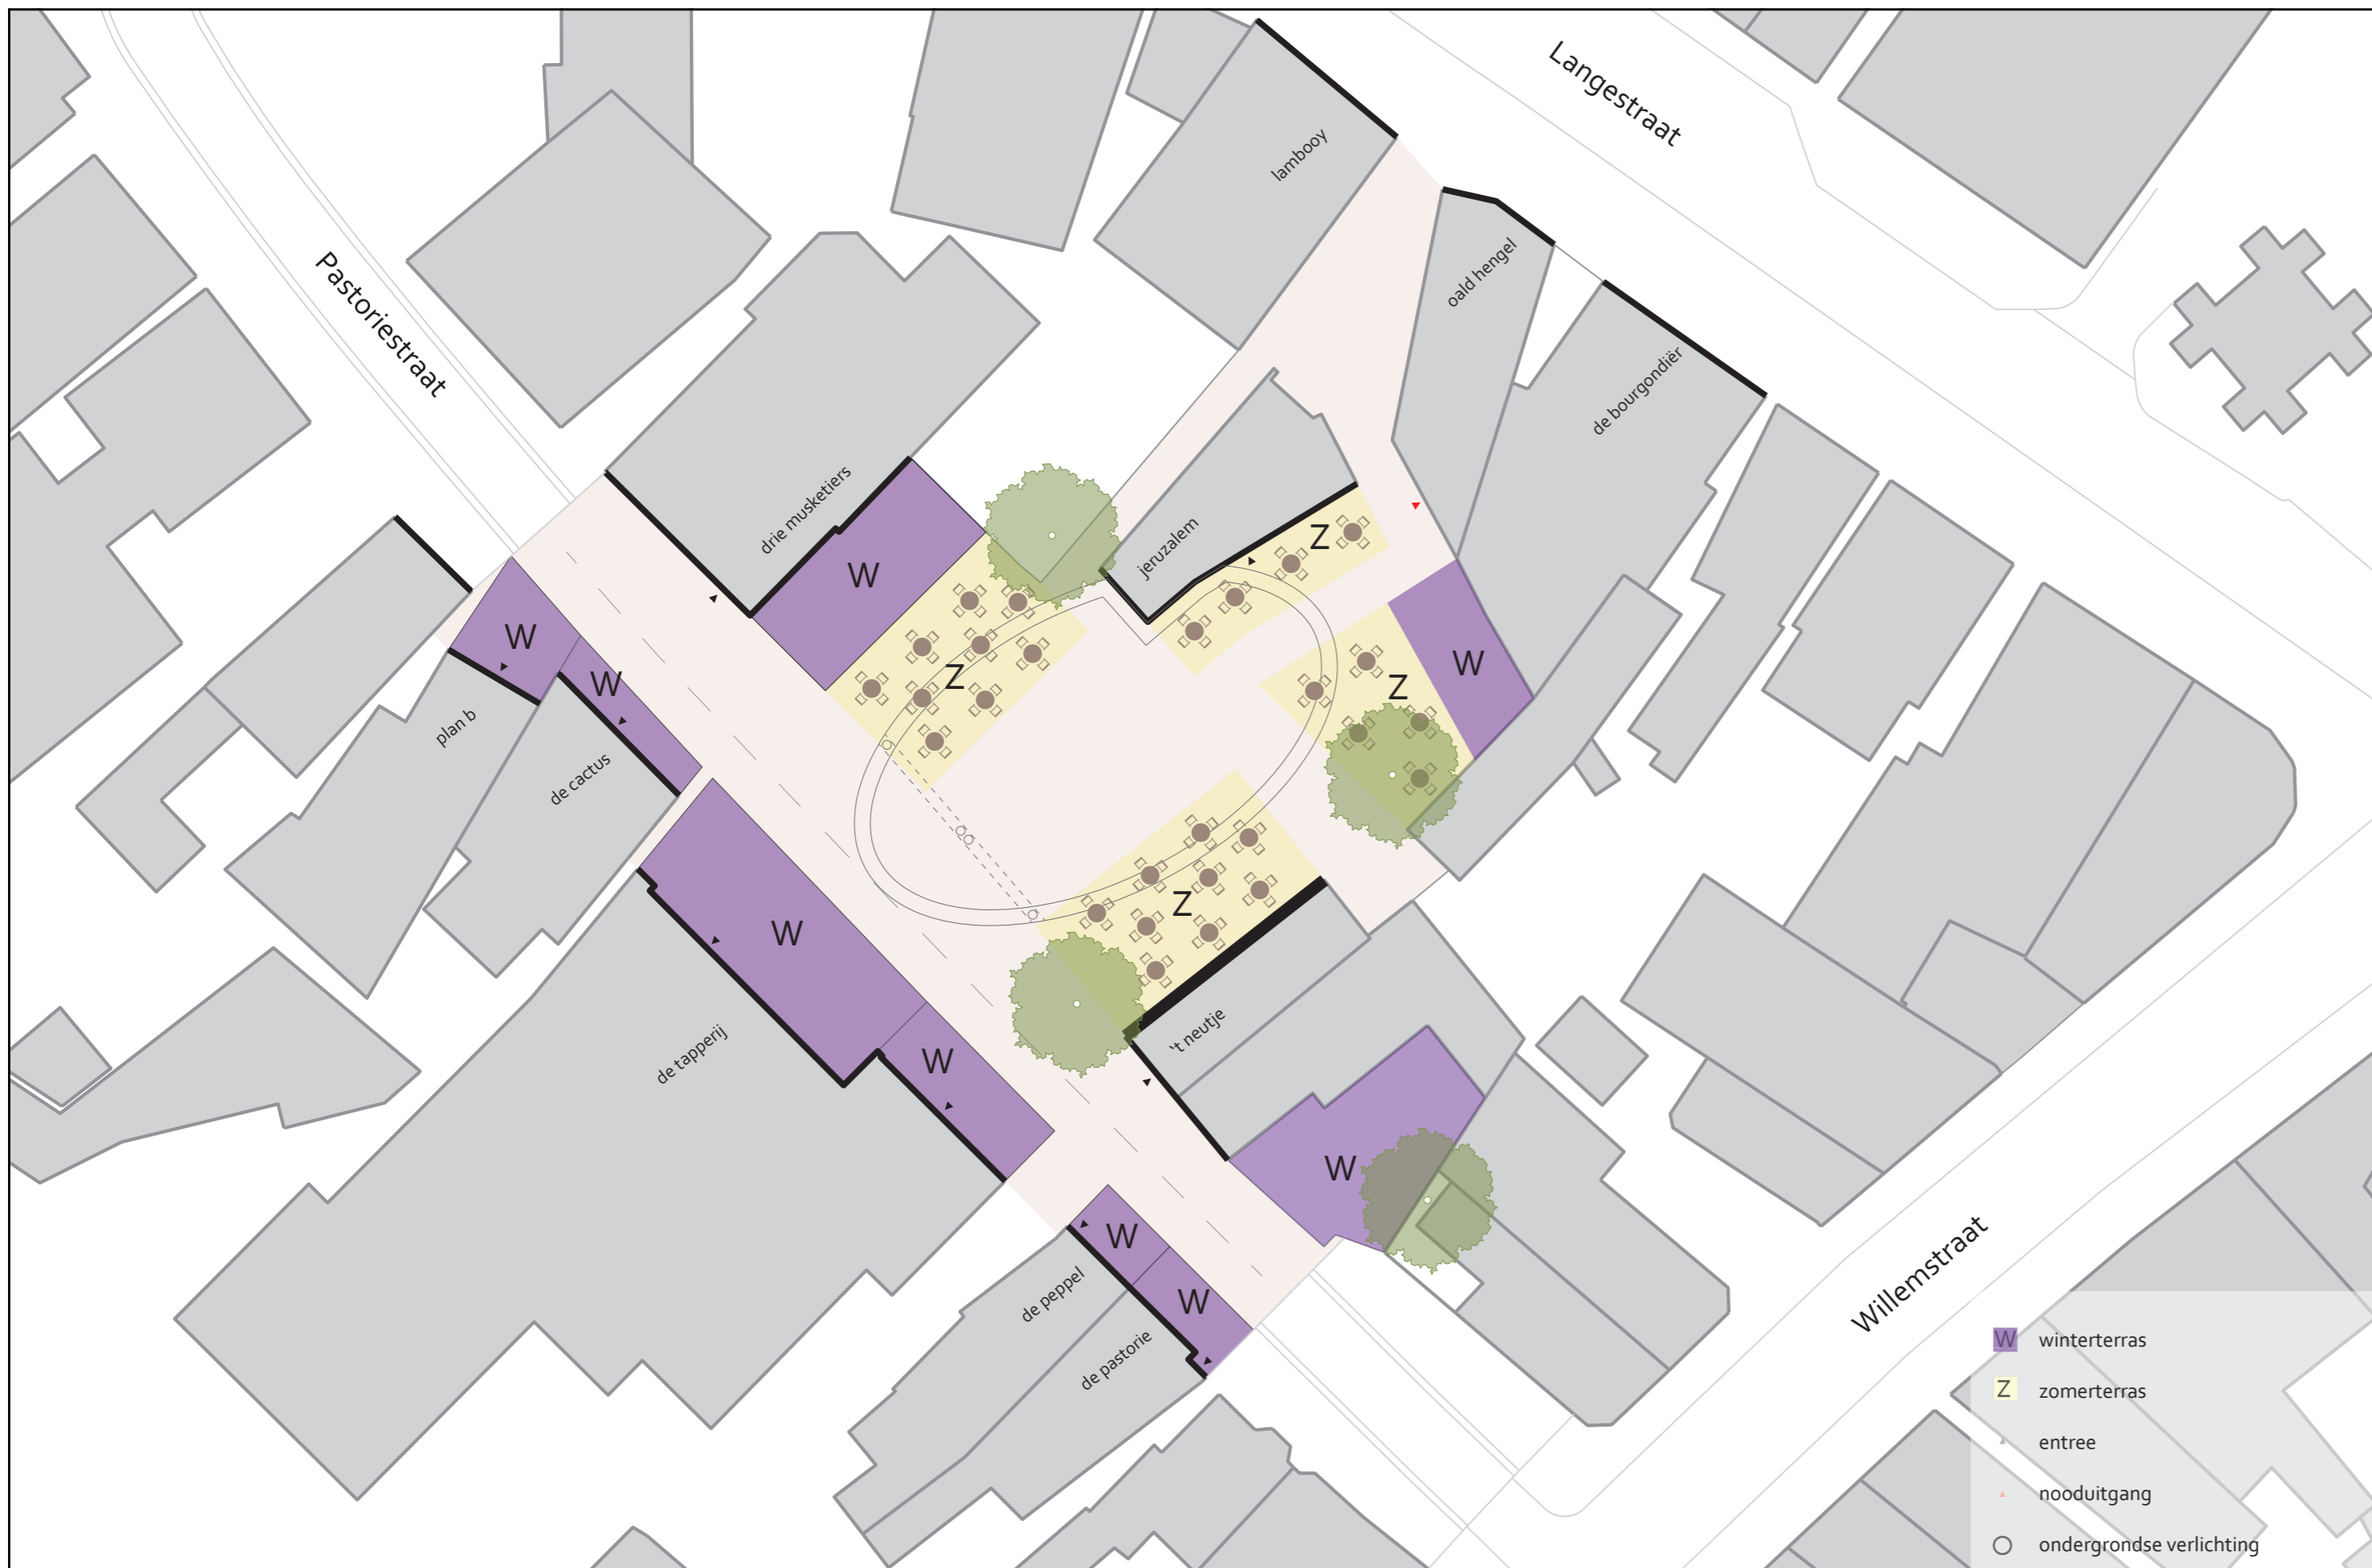 Langestraat
lambooy
oald hengel
Pastoriestraat
de bourgondiër
drie musketiers
jeruzalem
Z
W
W
W
W
Z
Z
plan b
de cactus
W
Z
W
't neutje
de tapperij
W
W
W
de peppel
W
de pastorie
Willemstraat
W winterterras
Z zomerterras
entree
nooduitgang
ondergrondse verlichting